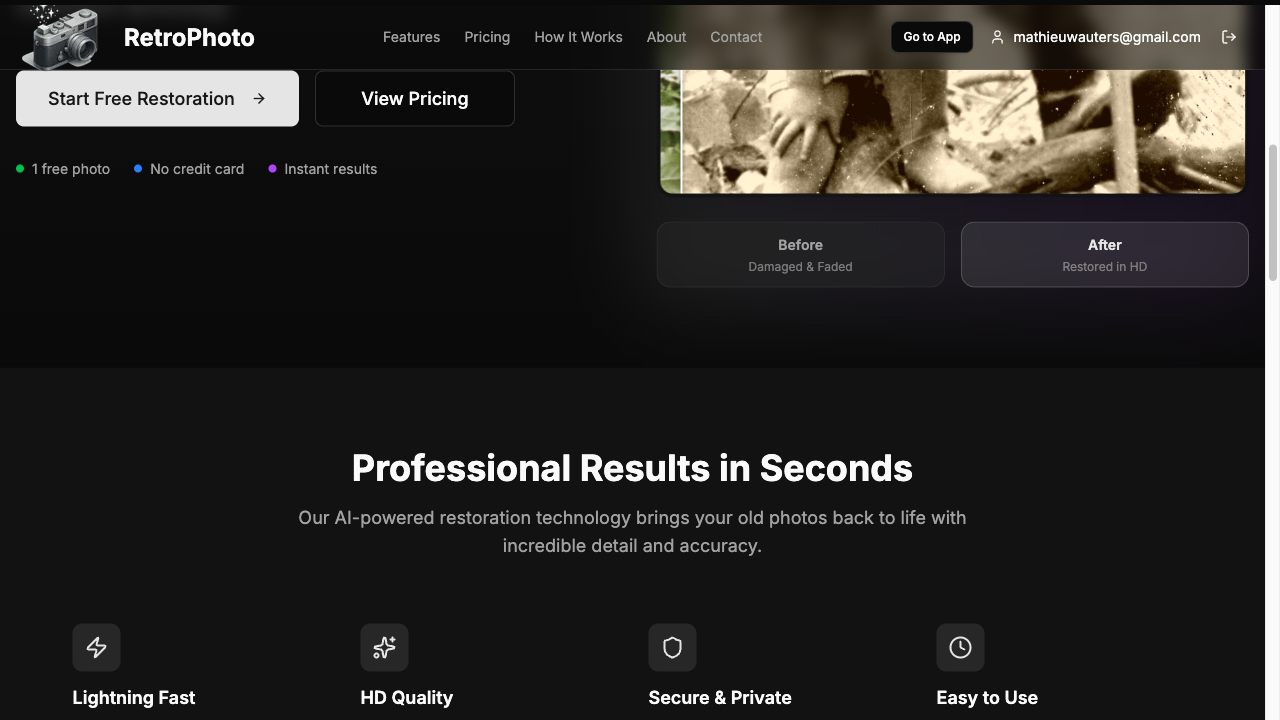 RetroPhoto
Features
Pricing
How It Works
About
Contact
Go to App
mathieuwauters@gmail.com
Start Free Restoration
View Pricing
1 free photo
No credit card
Instant results
Before
Damaged & Faded
After
Restored in HD
Professional Results in Seconds
Our AI-powered restoration technology brings your old photos back to life with
incredible detail and accuracy.
Lightning Fast
HD Quality
Secure & Private
Easy to Use